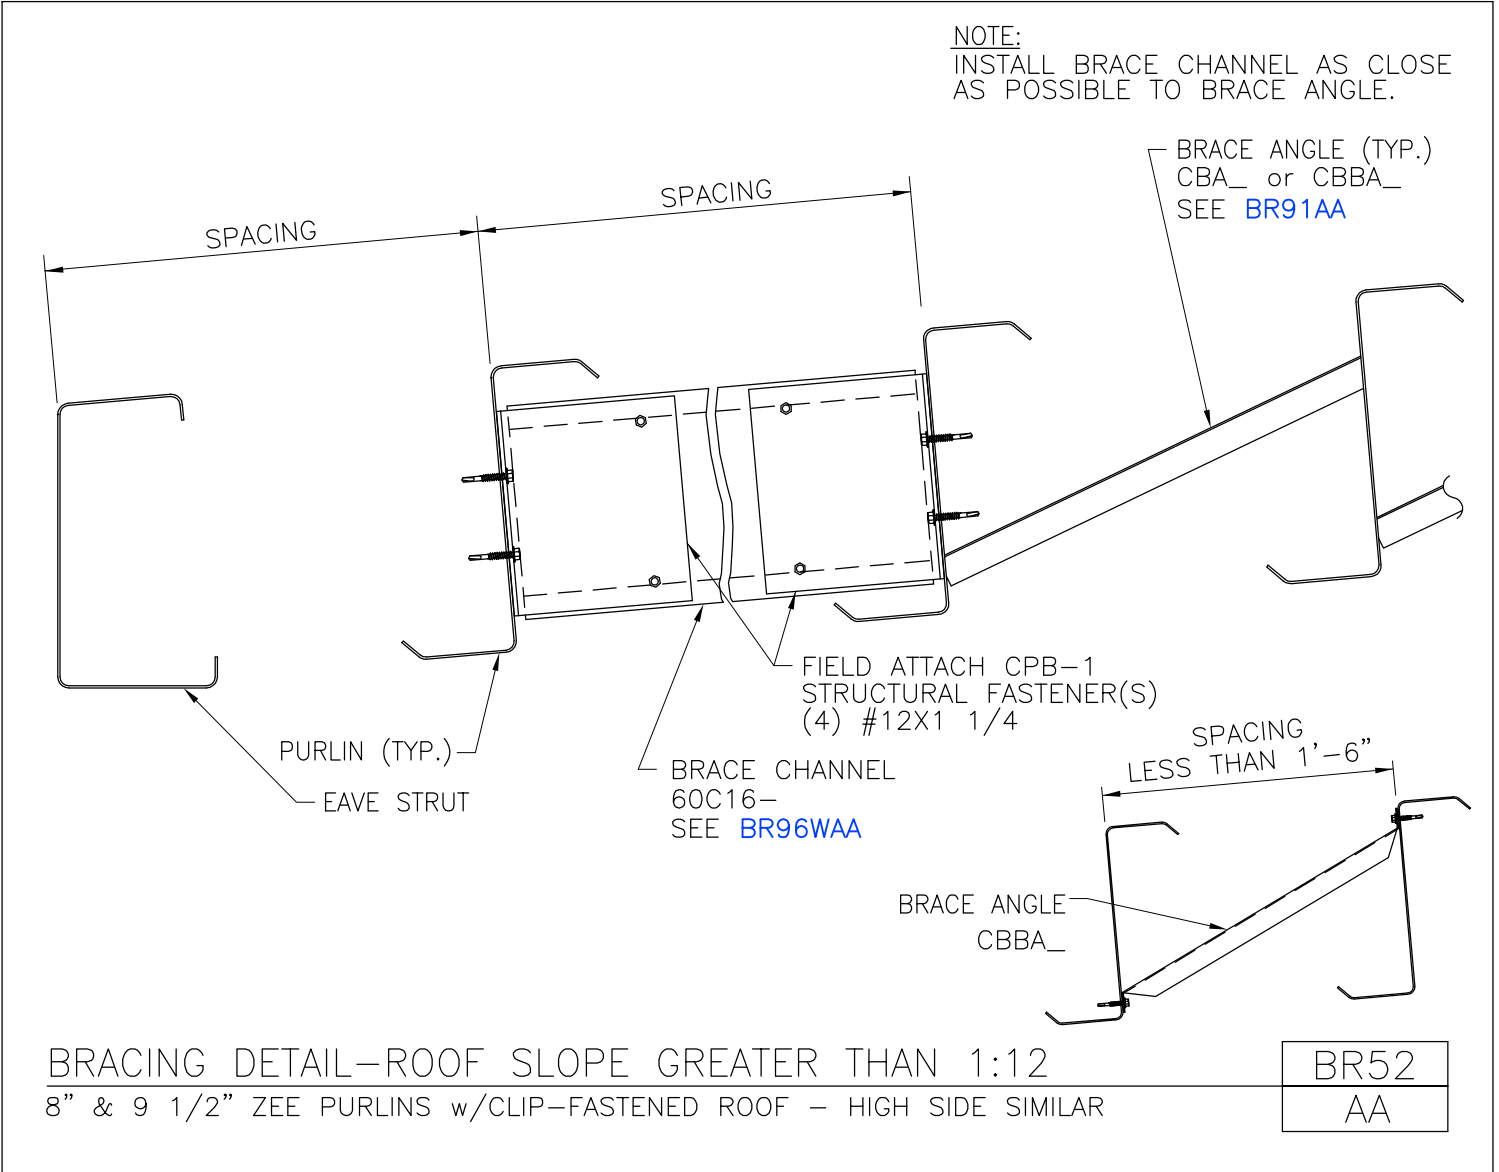 NOTE:
INSTALL BRACE CHANNEL AS CLOSE
AS POSSIBLE TO BRACE ANGLE.
BRACE ANGLE (TYP.)
CBA_ or CBBA_
SEE BR91AA
SPACING
SPACING
FIELD ATTACH CPB-1
STRUCTURAL FASTENER(S)
(4) #12X1 1/4
PURLIN (TYP.)
EAVE STRUT
BRACE CHANNEL
60C16-
SEE BR96WAA
SPACING
LESS THAN 1'-6"
BRACE ANGLE
CBBA_
BRACING DETAIL-ROOF SLOPE GREATER THAN 1:12
8" & 9 1/2" ZEE PURLINS w/CLIP-FASTENED ROOF - HIGH SIDE SIMILAR
BR52
AA